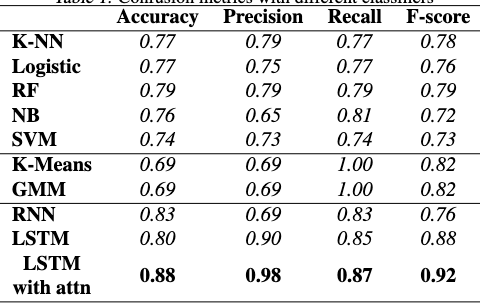 Table 1: Confusion metrics with different classifiers
Accuracy Precision Recall F-score
K-NN 0.77 0.79 0.77 0.78
Logistic 0.77 0.75 0.77 0.76
RF 0.79 0.79 0.79 0.79
NB 0.76 0.65 0.81 0.72
SVM 0.74 0.73 0.74 0.73
K-Means 0.69 0.69 1.00 0.82
GMM 0.69 0.69 1.00 0.82
RNN 0.83 0.69 0.83 0.76
LSTM 0.80 0.90 0.85 0.88
LSTM
with attn 0.88 0.98 0.87 0.92